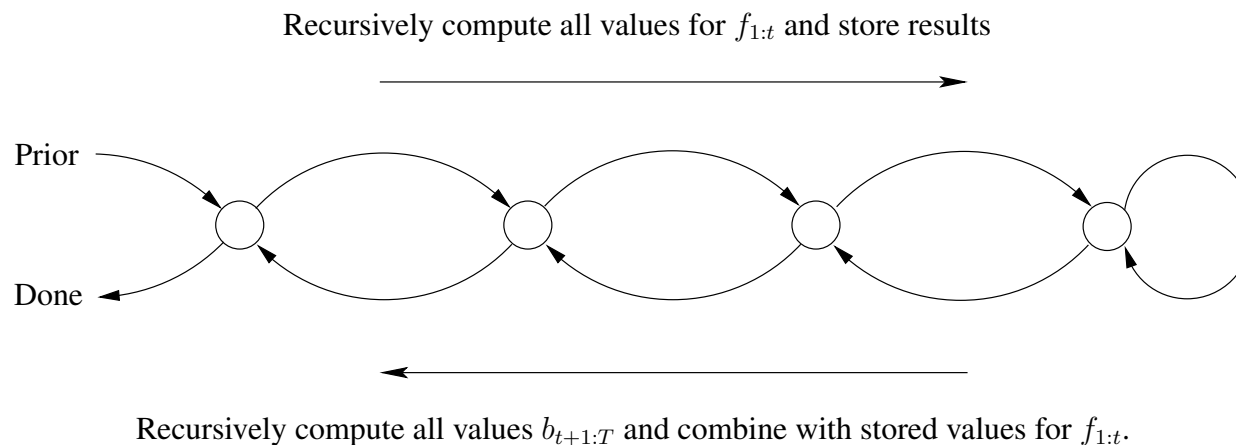 Recursively compute all values for $f_{1:t}$ and store results
Prior
Done
Recursively compute all values $b_{t+1:T}$ and combine with stored values for $f_{1:t}$.